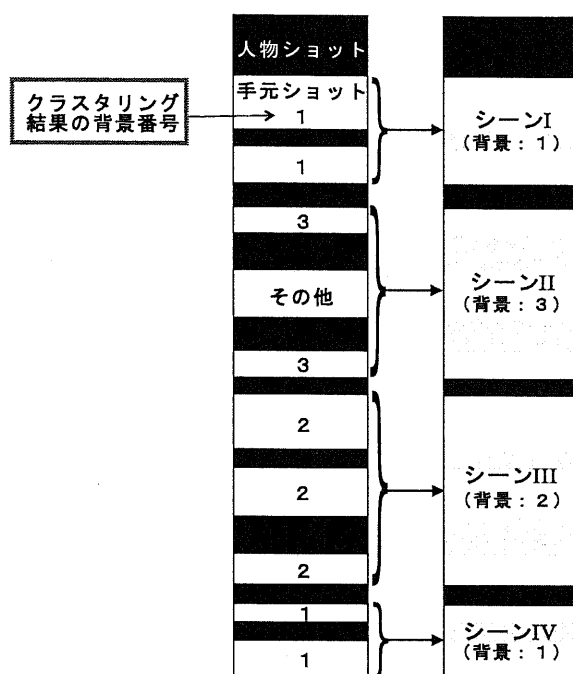 人物ショット
手元ショット
1
クラスタリング
結果の背景番号
1
3
その他
3
2
2
2
1
1
シーンI
(背景:1)
シーンII
(背景:3)
シーンIII
(背景:2)
シーンIV
(背景:1)